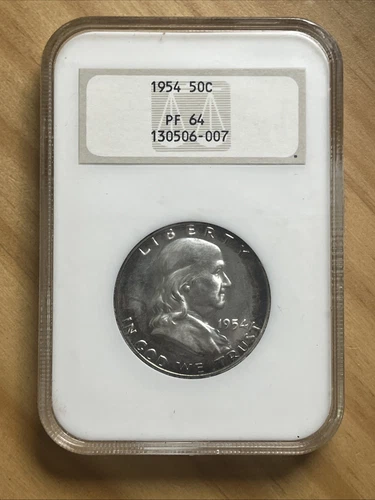 1954 50C
PF 64
130506-007
LIBERTY
1954
IN GOD WE TRUST